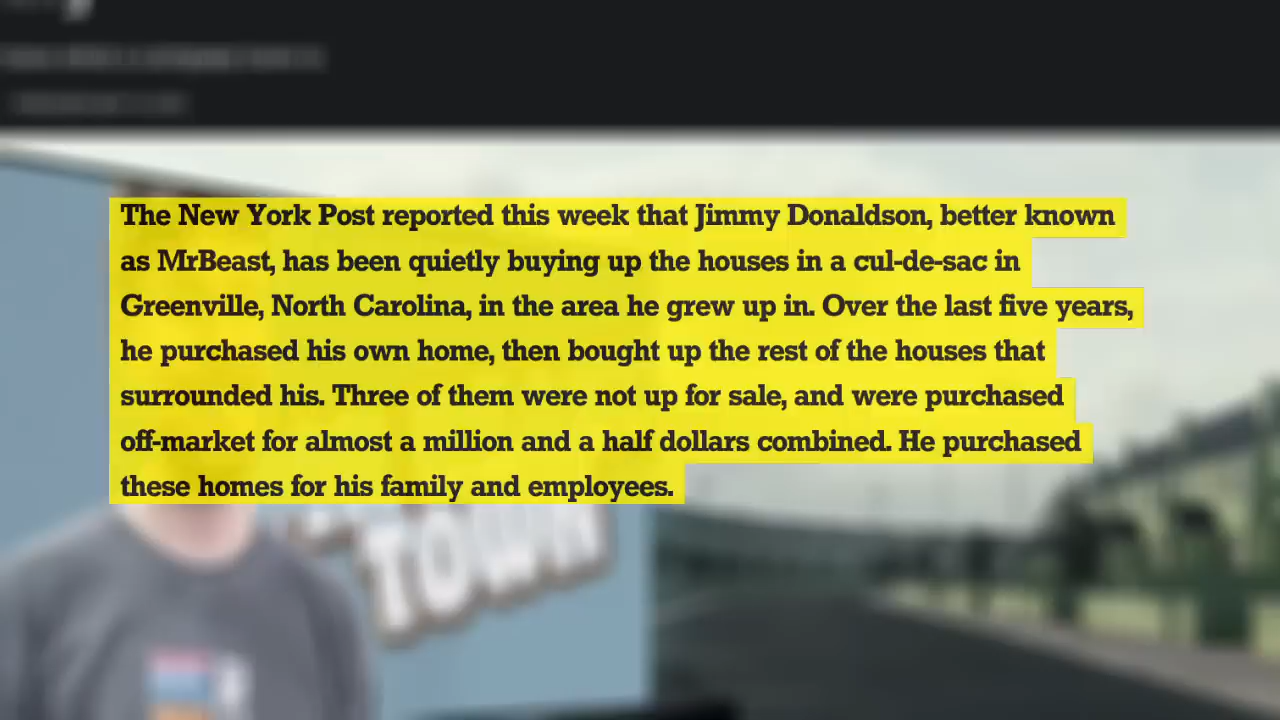 The New York Post reported this week that Jimmy Donaldson, better known
as MrBeast, has been quietly buying up the houses in a cul-de-sac in
Greenville, North Carolina, in the area he grew up in. Over the last five years,
he purchased his own home, then bought up the rest of the houses that
surrounded his. Three of them were not up for sale, and were purchased
off-market for almost a million and a half dollars combined. He purchased
these homes for his family and employees.
TOWN